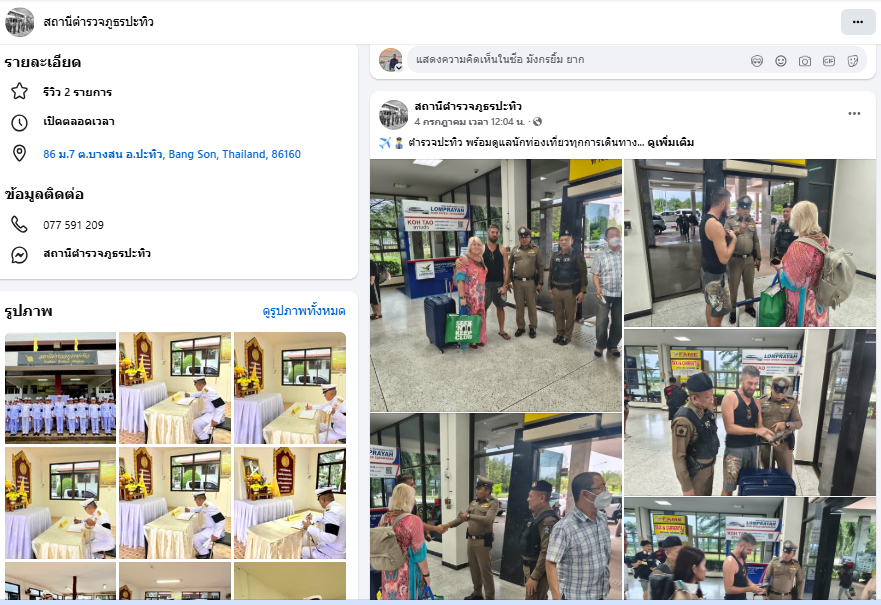 สถานีตำรวจภูธรปะทิว
รายละเอียด
รีวิว 2 รายการ
เปิดตลอดเวลา
86 ม.7 ต.บางสน อ.ปะทิว, Bang Son, Thailand, 86160
ข้อมูลติดต่อ
077 591 209
สถานีตำรวจภูธรปะทิว
รูปภาพ
ดูรูปภาพทั้งหมด
แสดงความคิดเห็นในชื่อ มังกรยิ้ม ยาก
GIF
สถานีตำรวจภูธรปะทิว
4 กรกฎาคม เวลา 12:04 น.
ตำรวจปะทิว พร้อมดูแลนักท่องเที่ยวทุกการเดินทาง... ดูเพิ่มเติม
LOMPRAYAH
KOH TAO
LOMPRAYAH
LOMPRAYAH